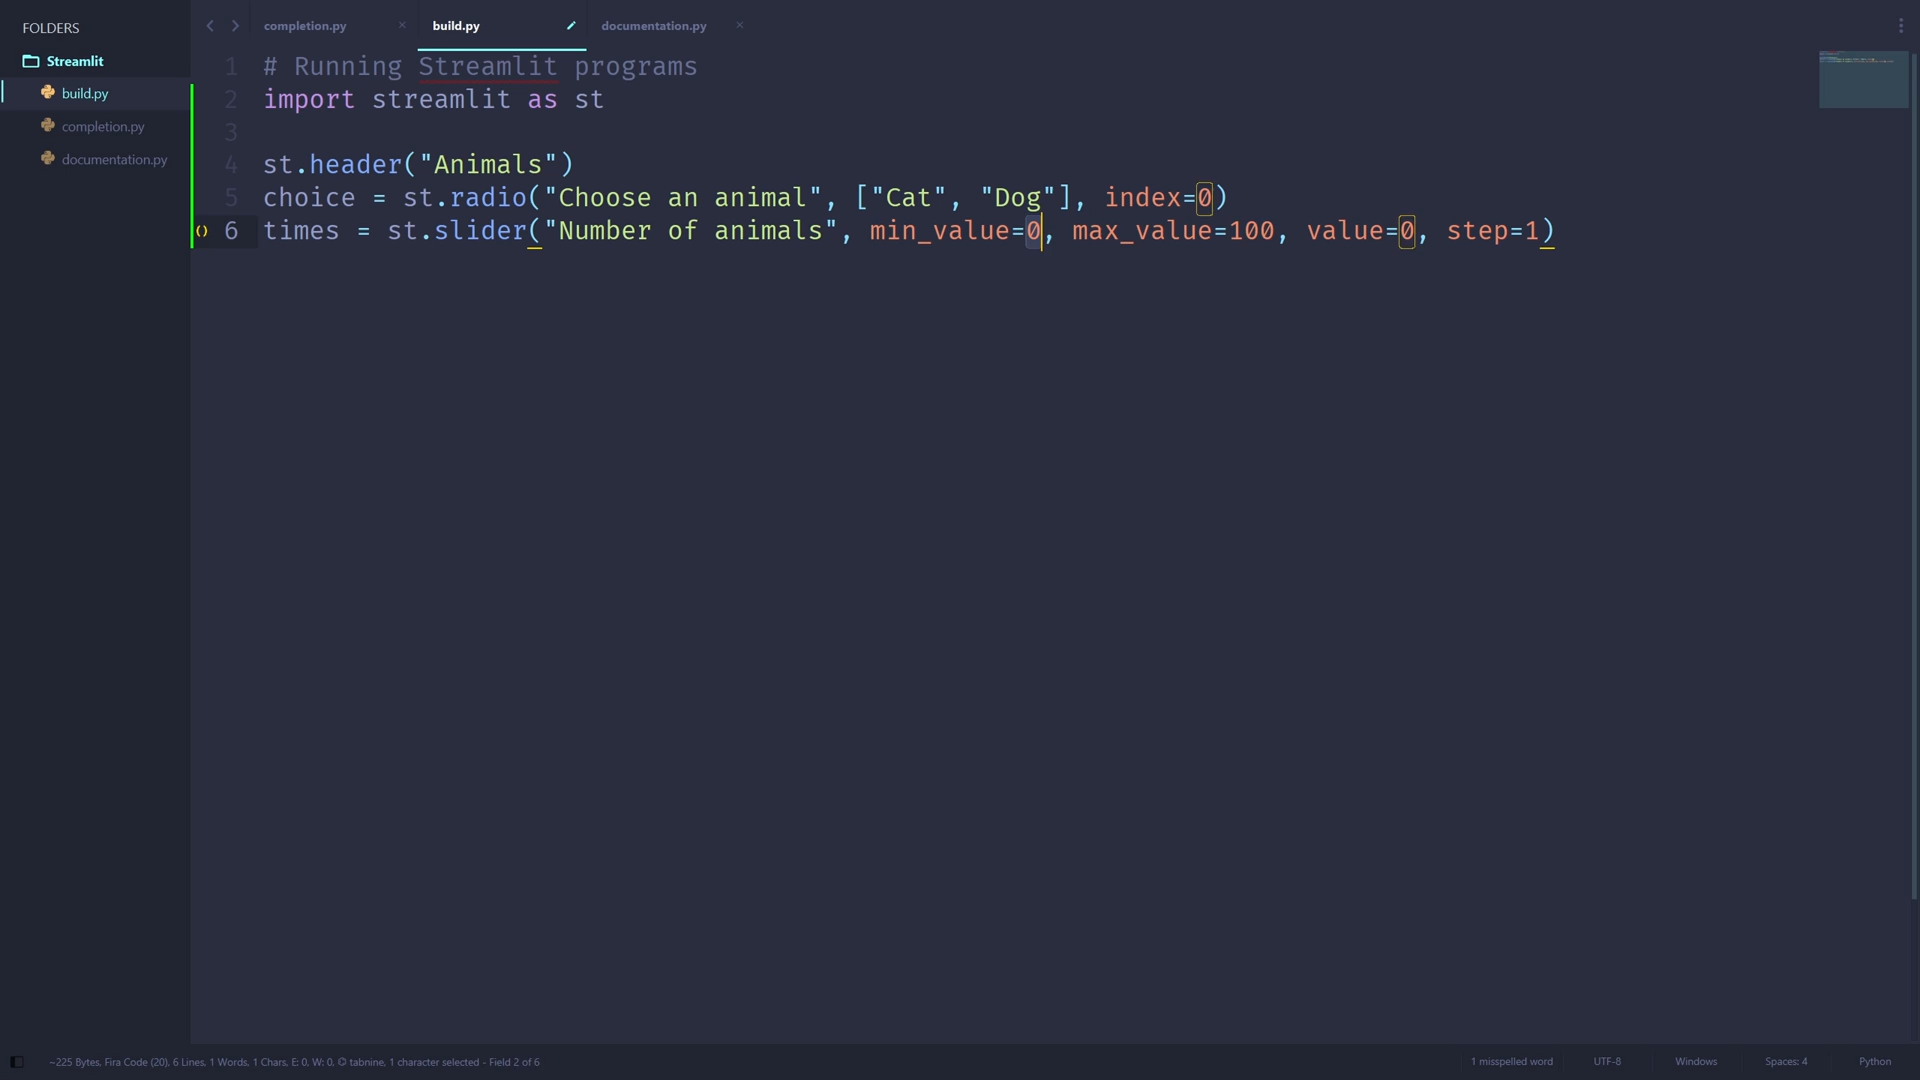 FOLDERS
Streamlit
build.py
completion.py
documentation.py
completion.py × build.py documentation.py ×
1 # Running Streamlit programs
2 import streamlit as st
3
4 st.header("Animals")
5 choice = st.radio("Choose an animal", ["Cat", "Dog"], index=0)
() 6 times = st.slider("Number of animals", min_value=0, max_value=100, value=0, step=1)
~225 Bytes, Fira Code (20), 6 Lines, 1 Words, 1 Chars, E: 0, W: 0, ⌬ tabnine, 1 character selected - Field 2 of 6
1 misspelled word UTF-8 Windows Spaces: 4 Python